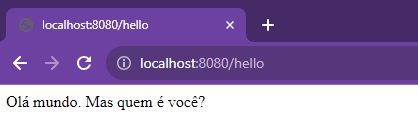 localhost:8080/hello
localhost:8080/hello
Olá mundo. Mas quem é você?